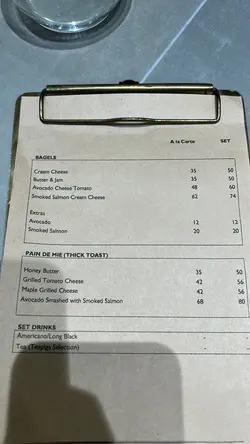 A la Carte SET
BAGELS
Cream Cheese 35 50
Butter & Jam 35 50
Avocado Cheese Tomato 48 60
Smoked Salmon Cream Cheese 62 74
Extras
Avocado 12 12
Smoked Salmon 20 20
PAIN DE MIE (THICK TOAST)
Honey Butter 35 50
Grilled Tomato Cheese 42 56
Maple Grilled Cheese 42 56
Avocado Smashed with Smoked Salmon 68 80
SET DRINKS
Americano/Long Black - -
Tea (Teapigs Selection) - -